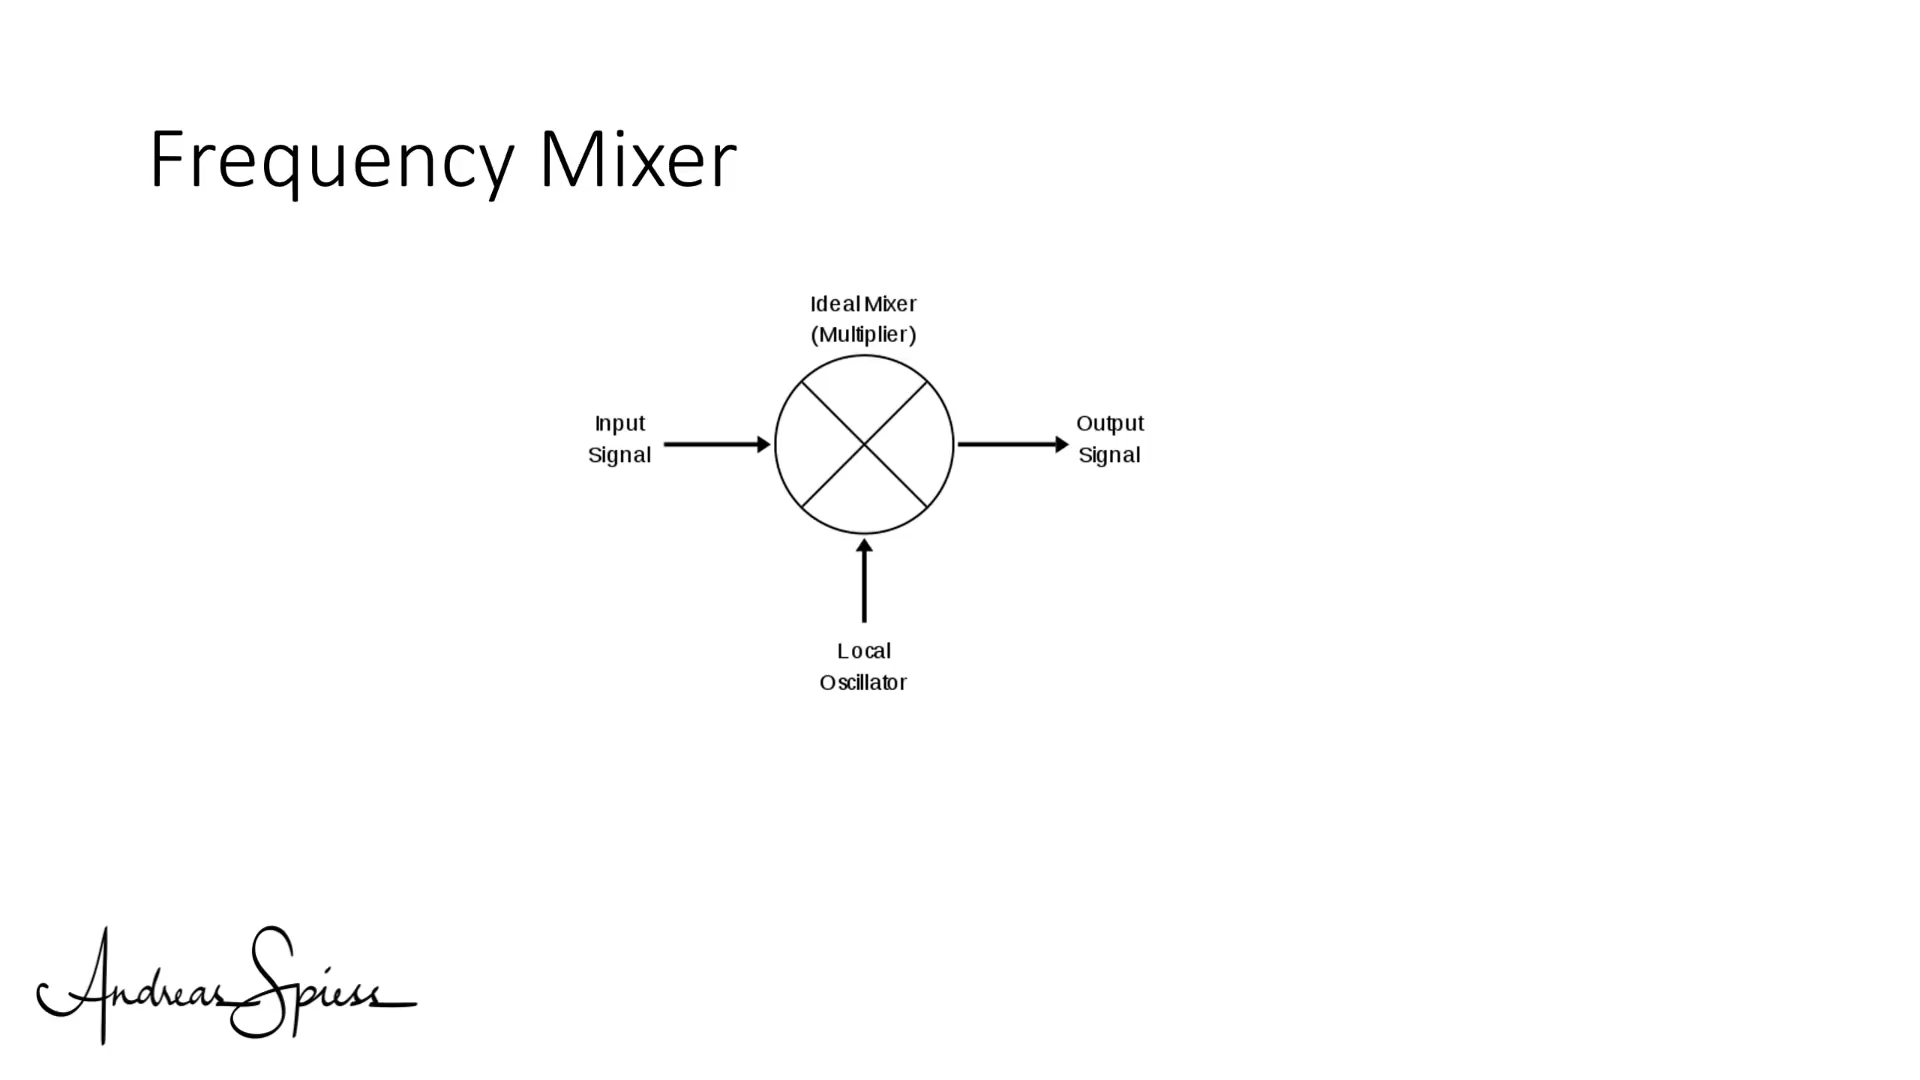 Frequency Mixer
Ideal Mixer
(Multiplier)
Input
Signal
Output
Signal
Local
Oscillator
Andreas Spiess